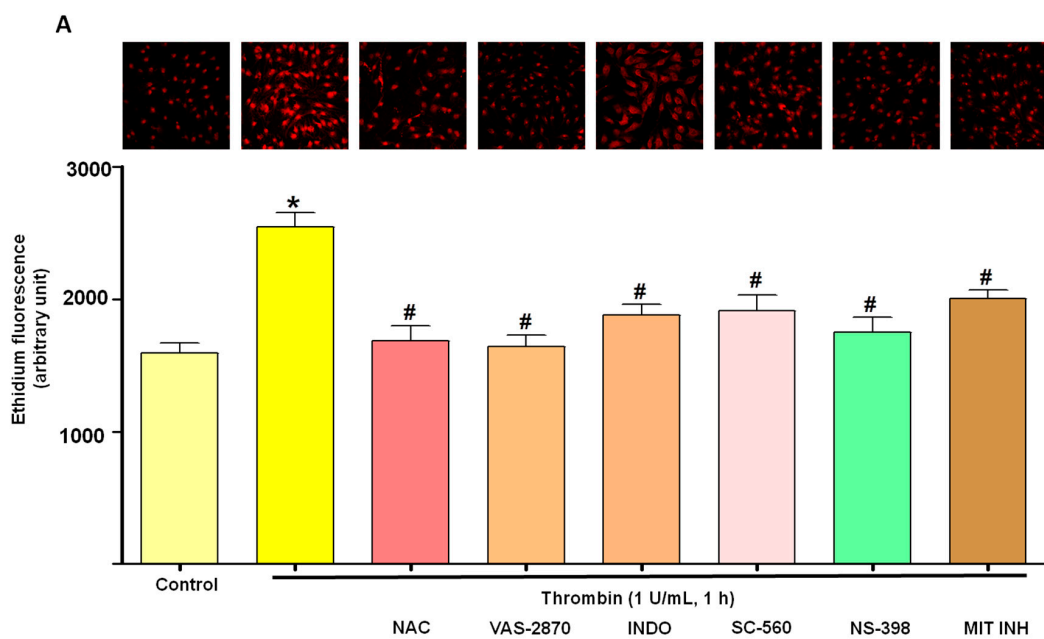 A
3000
2000
1000
Ethidium fluorescence
(arbitrary unit)
*
#
#
#
#
#
#
Control
Thrombin (1 U/mL, 1 h)
NAC VAS-2870 INDO SC-560 NS-398 MIT INH